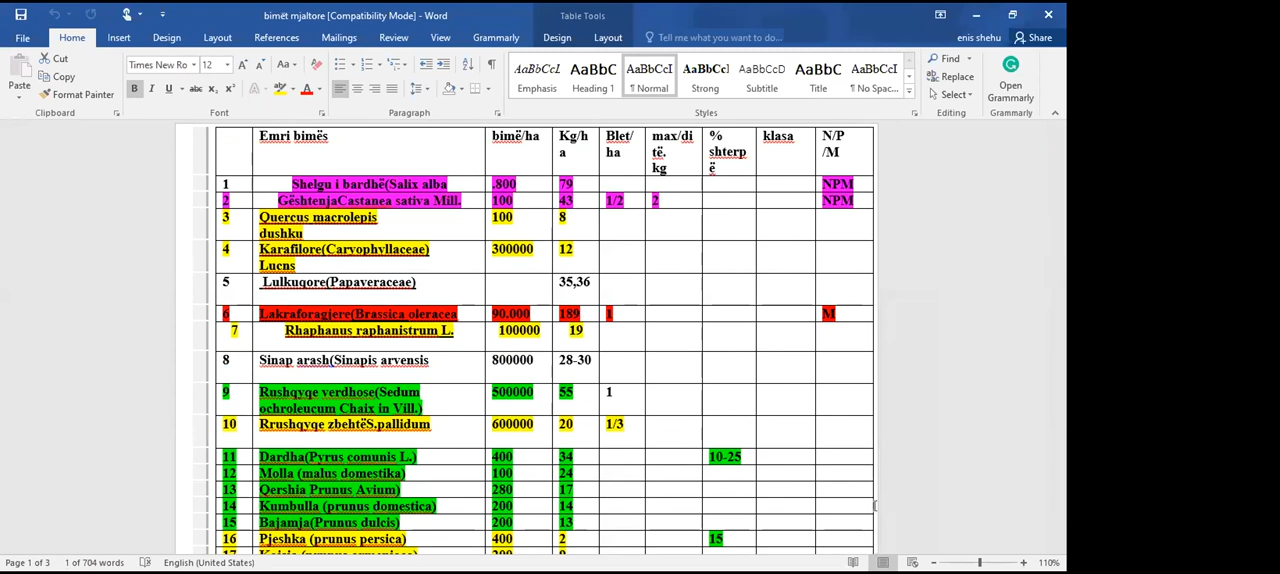 bimët mjaltore [Compatibility Mode] - Word
Table Tools
File Home Insert Design Layout References Mailings Review View Grammarly Design Layout Tell me what you want to do... enis shehu Share
Paste
Cut
Copy
Format Painter
Clipboard
Times New Ro 12 Aa
B I U abc x₂ x² A
Font
Paragraph
AaBbCcI AaBbC AaBbCcI AaBbCcI AaBbCcD AaBbC AaBbCcI
Emphasis Heading 1 ¶ Normal Strong Subtitle Title ¶ No Spac...
Styles
Find
Replace
Select
Editing
Open
Grammarly
Grammarly
Emri bimës bimë/ha Kg/h Blet/ max/di % klasa N/P
a ha të. shterp /M
kg ë
1 Shelgu i bardhë(Salix alba .800 79 NPM
2 GështenjaCastanea sativa Mill. 100 43 1/2 2 NPM
3 Quercus macrolepis 100 8
dushku
4 Karafilore(Caryophyllaceae) 300000 12
Lucns
5 Lulkuqore(Papaveraceae) 35,36
6 Lakraforagjere(Brassica oleracea 90.000 189 1 M
7 Rhaphanus raphanistrum L. 100000 19
8 Sinap arash(Sinapis arvensis 800000 28-30
9 Rushqyqe verdhose(Sedum 500000 55 1
ochroleucum Chaix in Vill.)
10 Rrushqyqe zbehtëS.pallidum 600000 20 1/3
11 Dardha(Pyrus comunis L.) 400 34 10-25
12 Molla (malus domestika) 100 24
13 Qershia Prunus Avium) 280 17
14 Kumbulla (prunus domestica) 200 14
15 Bajamja(Prunus dulcis) 200 13
16 Pjeshka (prunus persica) 400 2 15
Page 1 of 3 1 of 704 words English (United States) 110%